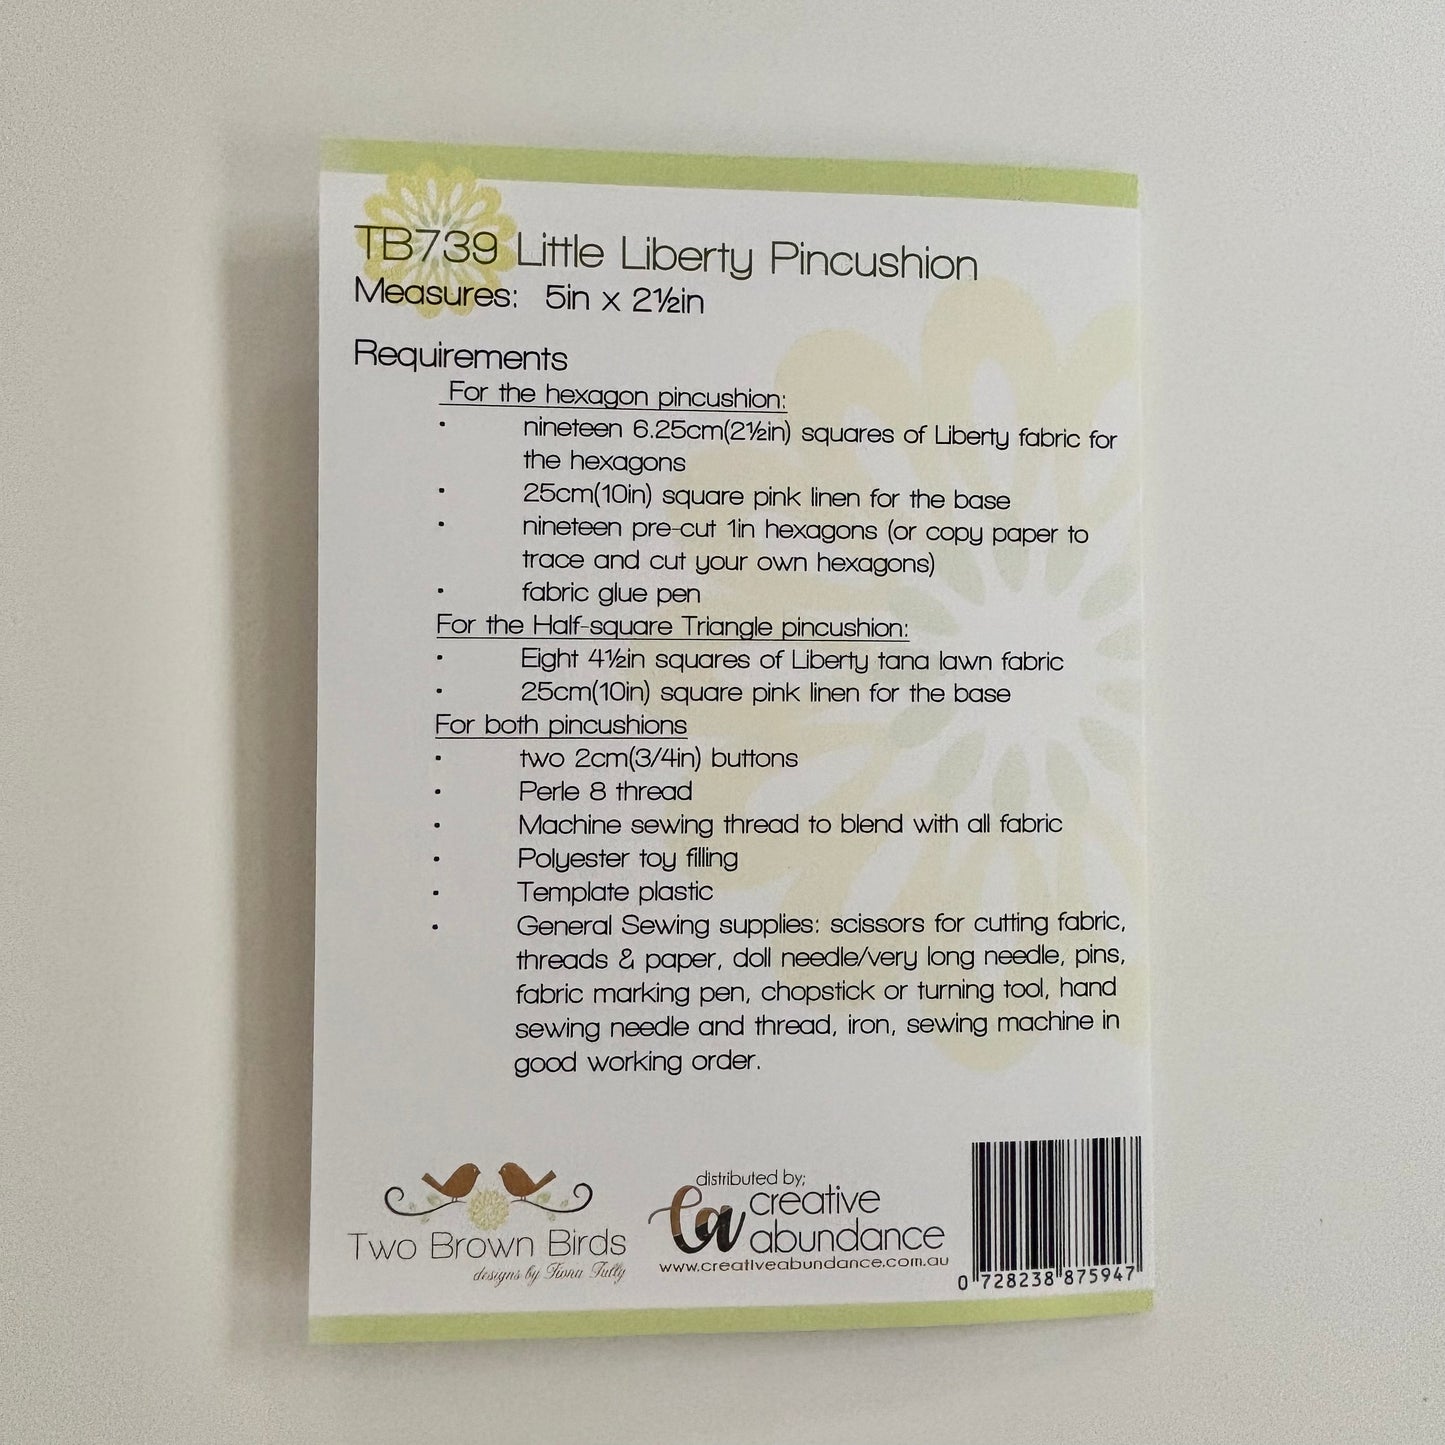 TB739 Little Liberty Pincushion
Measures: 5in x 2½in
Requirements
For the hexagon pincushion:
• nineteen 6.25cm(2½in) squares of Liberty fabric for
the hexagons
• 25cm(10in) square pink linen for the base
• nineteen pre-cut 1in hexagons (or copy paper to
trace and cut your own hexagons)
• fabric glue pen
For the Half-square Triangle pincushion:
• Eight 4½in squares of Liberty tana lawn fabric
• 25cm(10in) square pink linen for the base
For both pincushions
• two 2cm(3/4in) buttons
• Perle 8 thread
• Machine sewing thread to blend with all fabric
• Polyester toy filling
• Template plastic
• General Sewing supplies: scissors for cutting fabric,
threads & paper, doll needle/very long needle, pins,
fabric marking pen, chopstick or turning tool, hand
sewing needle and thread, iron, sewing machine in
good working order.
Two Brown Birds
designs by Fiona Tully
distributed by;
ca creative
abundance
www.creativeabundance.com.au
0 728238 875947